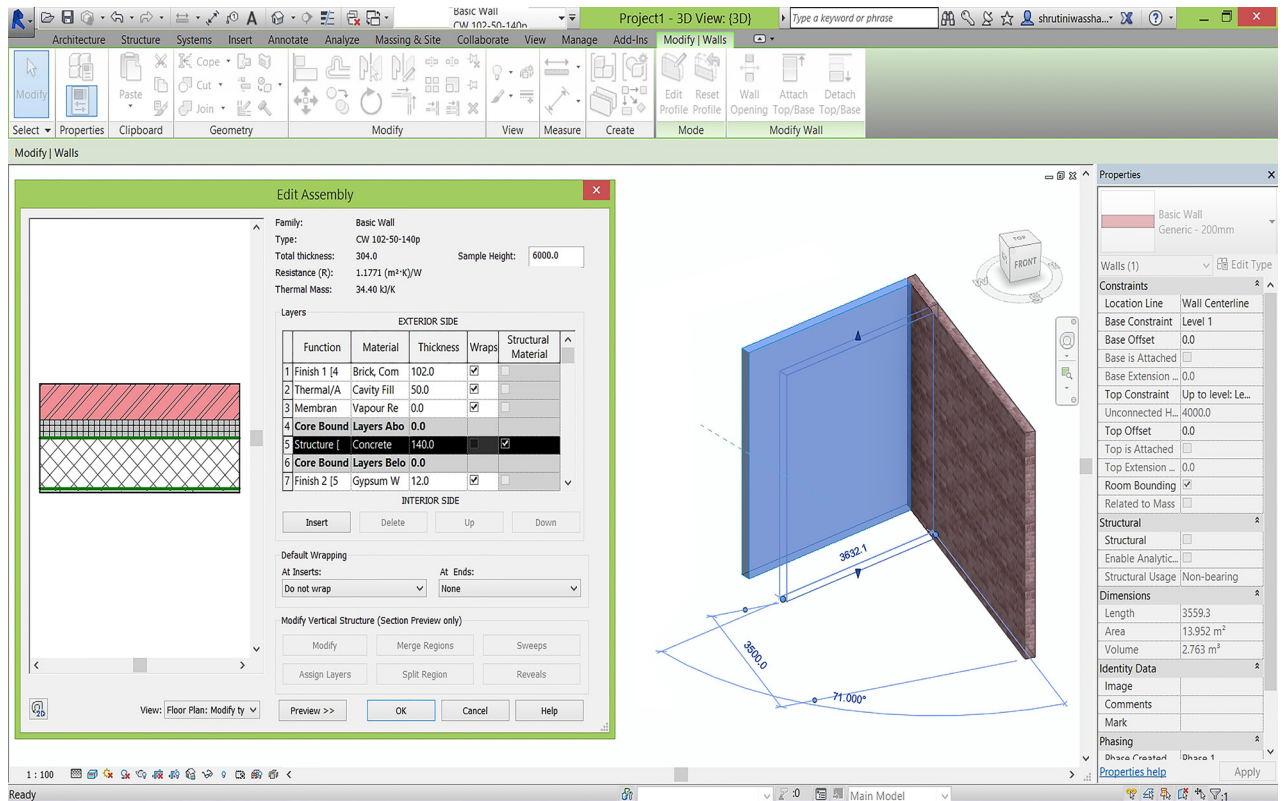 Basic Wall
CW 102-50-140p
Project1 - 3D View: {3D}
Type a keyword or phrase
shrutiniwassha...
Architecture Structure Systems Insert Annotate Analyze Massing & Site Collaborate View Manage Add-Ins Modify | Walls
Modify
Paste
Cope
Cut
Join
Edit Profile
Reset Profile
Wall Opening
Attach Top/Base
Detach Top/Base
Select Properties Clipboard Geometry Modify View Measure Create Mode Modify Wall
Modify | Walls
Edit Assembly
Family: Basic Wall
Type: CW 102-50-140p
Total thickness: 304.0 Sample Height: 6000.0
Resistance (R): 1.1771 (m²·K)/W
Thermal Mass: 34.40 kJ/K
Layers
EXTERIOR SIDE
Function Material Thickness Wraps Structural Material
1 Finish 1 [4 Brick, Com 102.0
2 Thermal/A Cavity Fill 50.0
3 Membran Vapour Re 0.0
4 Core Bound Layers Abo 0.0
5 Structure [ Concrete 140.0
6 Core Bound Layers Belo 0.0
7 Finish 2 [5 Gypsum W 12.0
INTERIOR SIDE
Insert Delete Up Down
Default Wrapping
At Inserts: At Ends:
Do not wrap None
Modify Vertical Structure (Section Preview only)
Modify Merge Regions Sweeps
Assign Layers Split Region Reveals
2D
View: Floor Plan: Modify ty Preview >> OK Cancel Help
TOP
FRONT
3632.1
3500.0
71.000°
Properties
Basic Wall
Generic - 200mm
Walls (1) Edit Type
Constraints
Location Line Wall Centerline
Base Constraint Level 1
Base Offset 0.0
Base is Attached
Base Extension ... 0.0
Top Constraint Up to level: Le...
Unconnected H... 4000.0
Top Offset 0.0
Top is Attached
Top Extension ... 0.0
Room Bounding
Related to Mass
Structural
Structural
Enable Analytic...
Structural Usage Non-bearing
Dimensions
Length 3559.3
Area 13.952 m²
Volume 2.763 m³
Identity Data
Image
Comments
Mark
Phasing
Phase Created Phase 1
Properties help Apply
1 : 100
Ready
:0
Main Model
:1